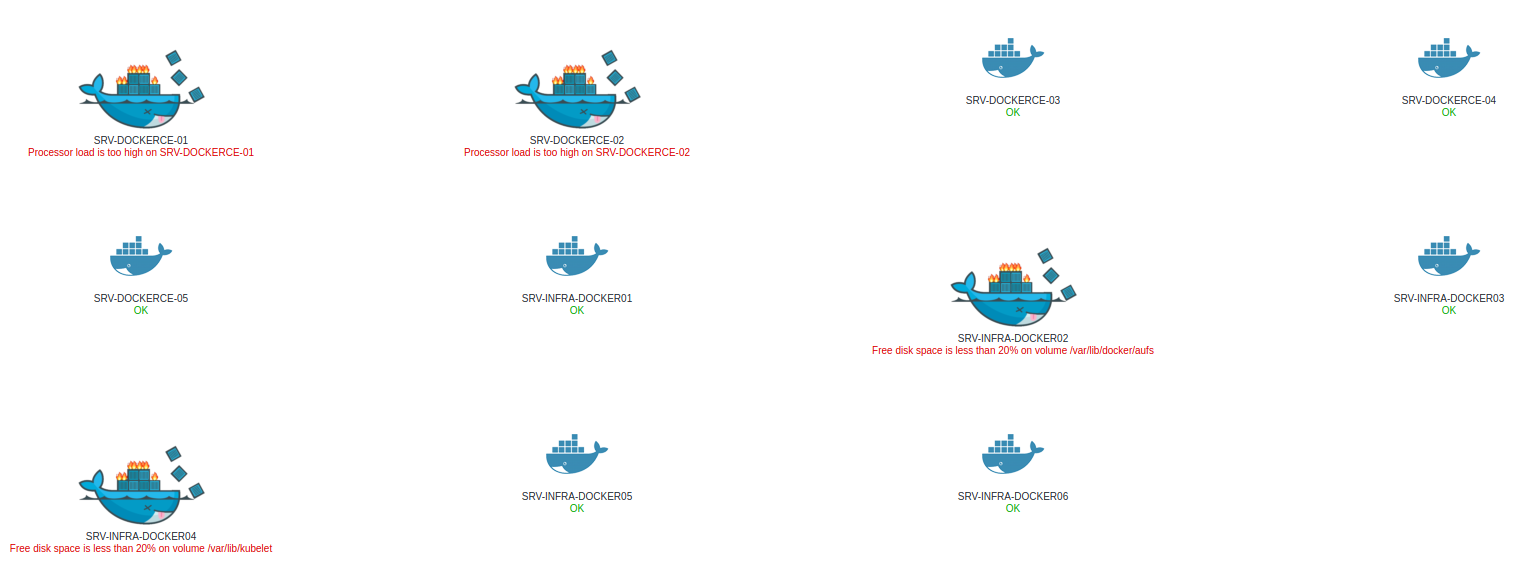 SRV-DOCKERCE-01
Processor load is too high on SRV-DOCKERCE-01
SRV-DOCKERCE-02
Processor load is too high on SRV-DOCKERCE-02
SRV-DOCKERCE-03
OK
SRV-DOCKERCE-04
OK
SRV-DOCKERCE-05
OK
SRV-INFRA-DOCKER01
OK
SRV-INFRA-DOCKER02
Free disk space is less than 20% on volume /var/lib/docker/aufs
SRV-INFRA-DOCKER03
OK
SRV-INFRA-DOCKER04
Free disk space is less than 20% on volume /var/lib/kubelet
SRV-INFRA-DOCKER05
OK
SRV-INFRA-DOCKER06
OK